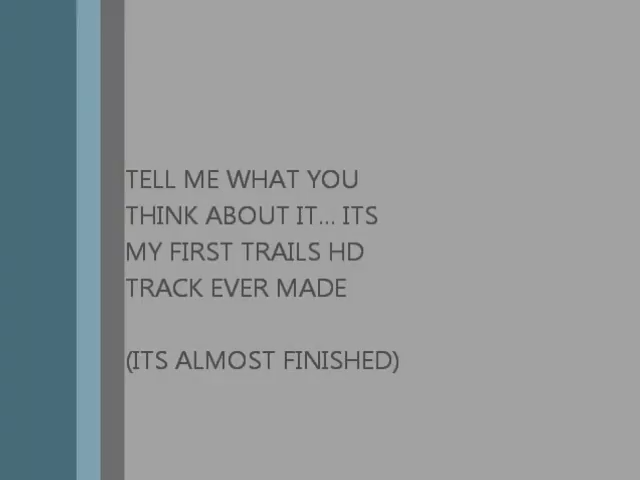 TELL ME WHAT YOU
THINK ABOUT IT... ITS
MY FIRST TRAILS HD
TRACK EVER MADE
(ITS ALMOST FINISHED)